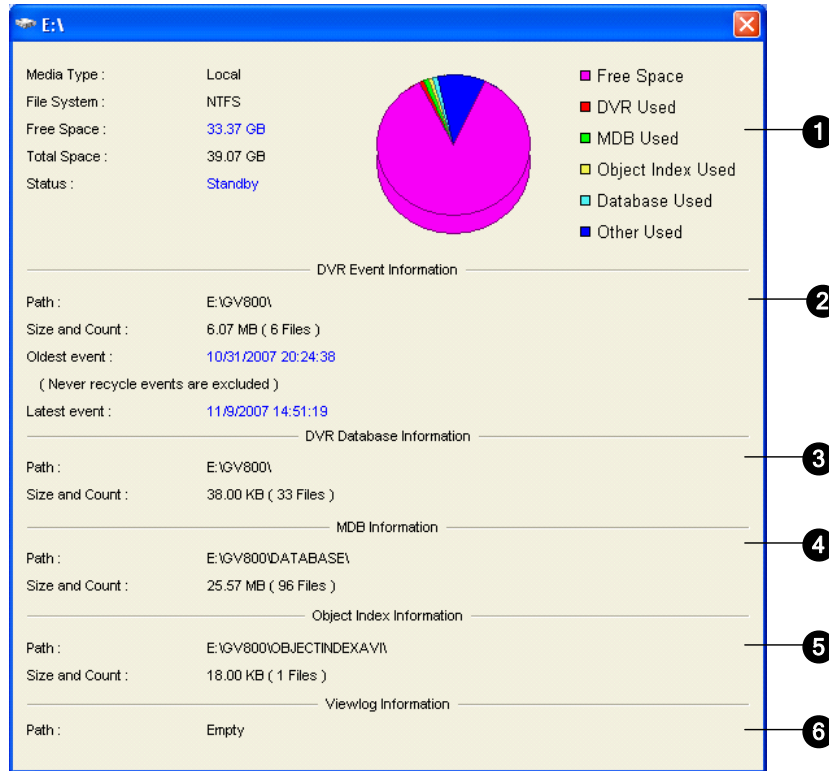 E:\
Media Type : Local
File System : NTFS
Free Space : 33.37 GB
Total Space : 39.07 GB
Status : Standby
Free Space
DVR Used
MDB Used
Object Index Used
Database Used
Other Used
1
DVR Event Information
2
Path : E:\GV800\
Size and Count : 6.07 MB ( 6 Files )
Oldest event : 10/31/2007 20:24:38
( Never recycle events are excluded )
Latest event : 11/9/2007 14:51:19
DVR Database Information
3
Path : E:\GV800\
Size and Count : 38.00 KB ( 33 Files )
MDB Information
4
Path : E:\GV800\DATABASE\
Size and Count : 25.57 MB ( 96 Files )
Object Index Information
5
Path : E:\GV800\OBJECTINDEXAVI\
Size and Count : 18.00 KB ( 1 Files )
Viewlog Information
6
Path : Empty